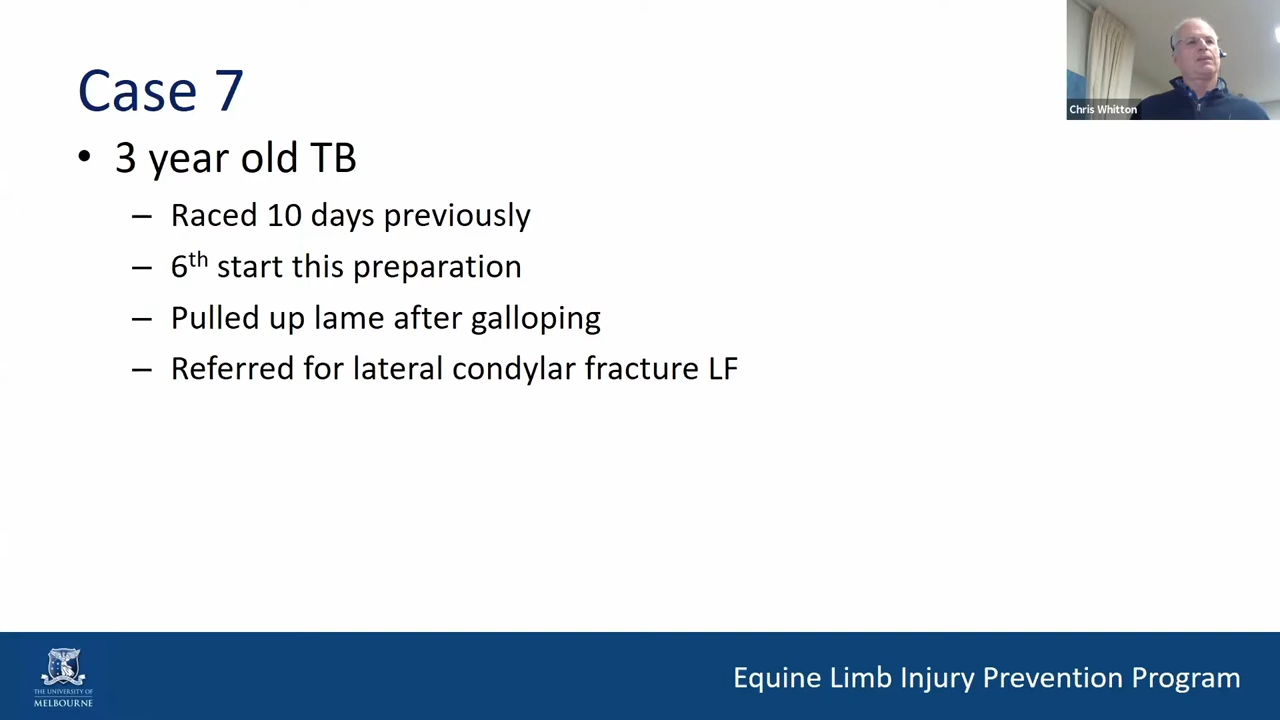 Case 7
• 3 year old TB
– Raced 10 days previously
– 6th start this preparation
– Pulled up lame after galloping
– Referred for lateral condylar fracture LF
Chris Whitton
THE UNIVERSITY OF
MELBOURNE
Equine Limb Injury Prevention Program